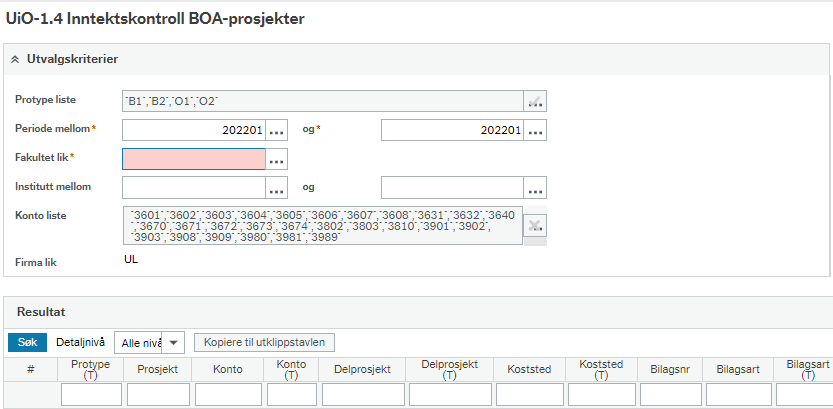 UiO-1.4 Inntektskontroll BOA-prosjekter
Utvalgskriterier
Protype liste
"B1","B2","O1","O2"
...
Periode mellom*
202201
...
og*
202201
...
Fakultet lik*
...
Institutt mellom
...
og
...
Konto liste
"3601","3602","3603","3604","3605","3606","3607","3608","3631","3632","3640
","3670","3671","3672","3673","3674","3802","3803","3810","3901","3902",
"3903","3908","3909","3980","3981","3989"
...
Firma lik
UL
Resultat
Søk
Detaljnivå
Alle nivå
Kopiere til utklippstavlen
#
Protype
(T)
Prosjekt
Konto
Konto
(T)
Delprosjekt
Delprosjekt
(T)
Koststed
Koststed
(T)
Bilagsnr
Bilagsart
Bilagsart
(T)